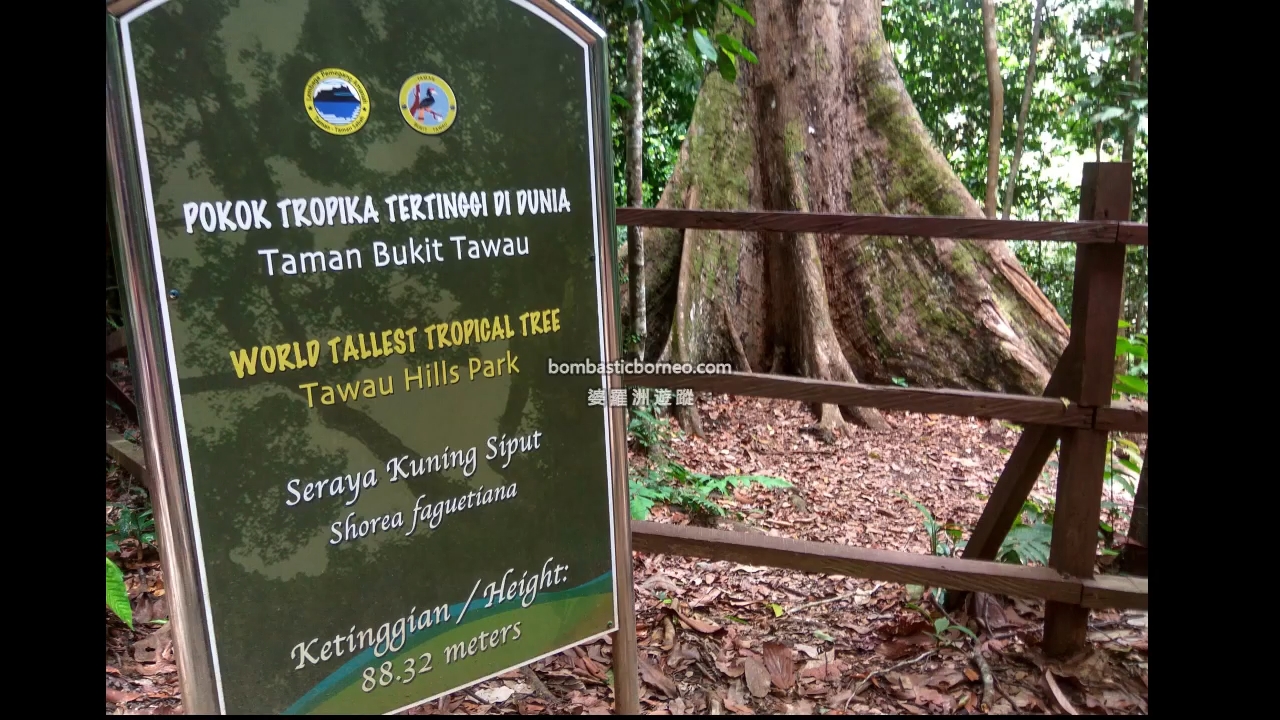 POKOK TROPIKA TERTINGGI DI DUNIA
Taman Bukit Tawau
WORLD TALLEST TROPICAL TREE
Tawau Hills Park
Seraya Kuning Siput
Shorea faguetiana
Ketinggian / Height:
88.32 meters
bombasticborneo.com
婆羅洲遊蹤